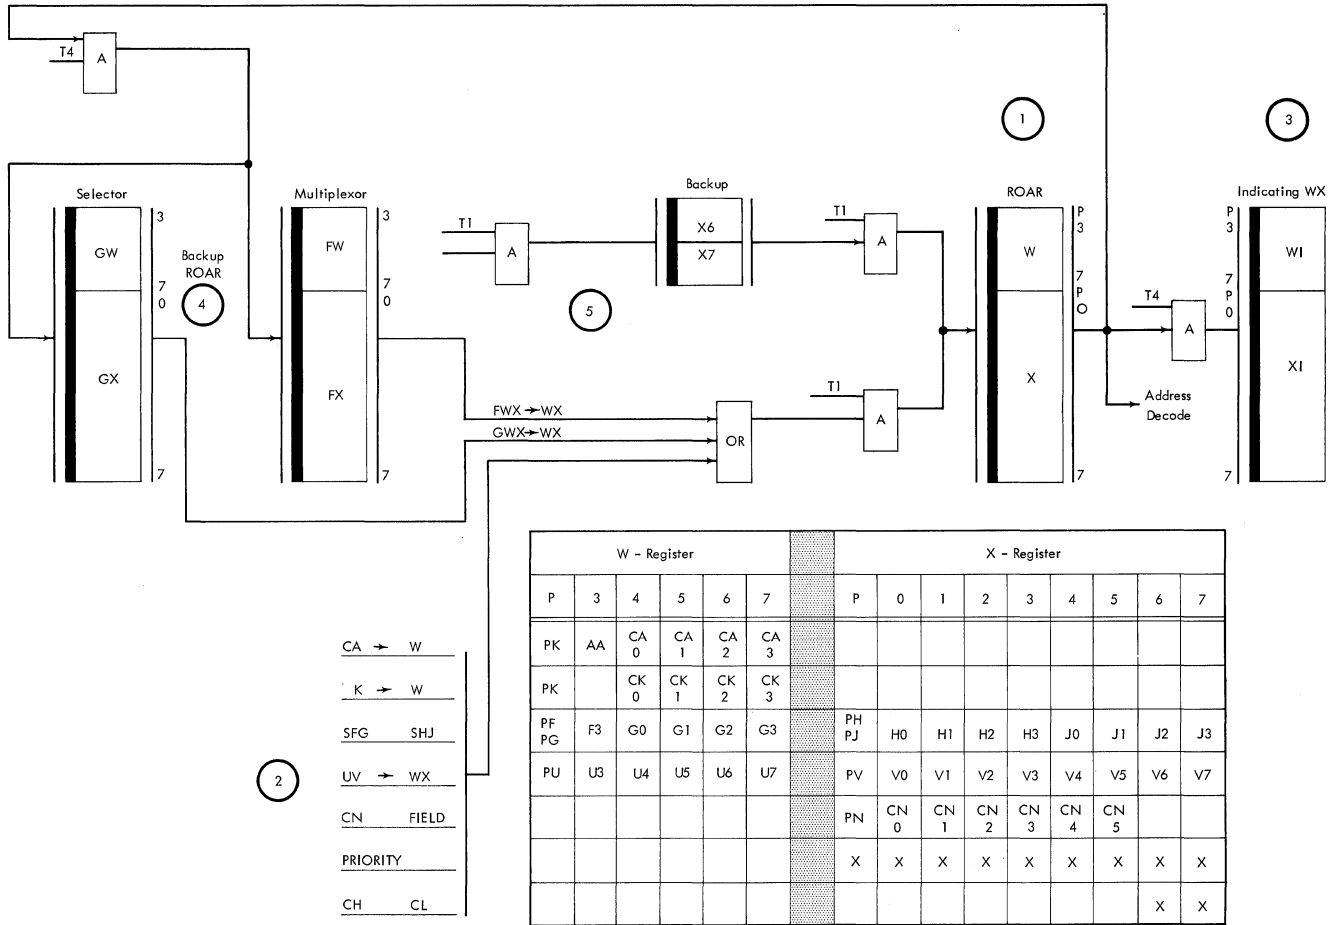 T4
A
1
3
Selector
Multiplexor
Backup
ROAR
Indicating WX
GW
GX
3
7
0
7
Backup
ROAR
4
FW
FX
3
7
0
7
T1
A
X6
X7
T1
A
5
W
X
P
3
7
P
O
7
T4
A
P
3
7
P
0
7
WI
XI
FWX → WX
GWX → WX
OR
T1
A
Address
Decode
2
CA → W
K → W
SFG SHJ
UV → WX
CN FIELD
PRIORITY
CH CL
W - Register X - Register
P 3 4 5 6 7 P 0 1 2 3 4 5 6 7
PK AA CA 0 CA 1 CA 2 CA 3
PK CK 0 CK 1 CK 2 CK 3
PF PG F3 G0 G1 G2 G3 PH PJ H0 H1 H2 H3 J0 J1 J2 J3
PU U3 U4 U5 U6 U7 PV V0 V1 V2 V3 V4 V5 V6 V7
PN CN 0 CN 1 CN 2 CN 3 CN 4 CN 5
X X X X X X X X X
X X